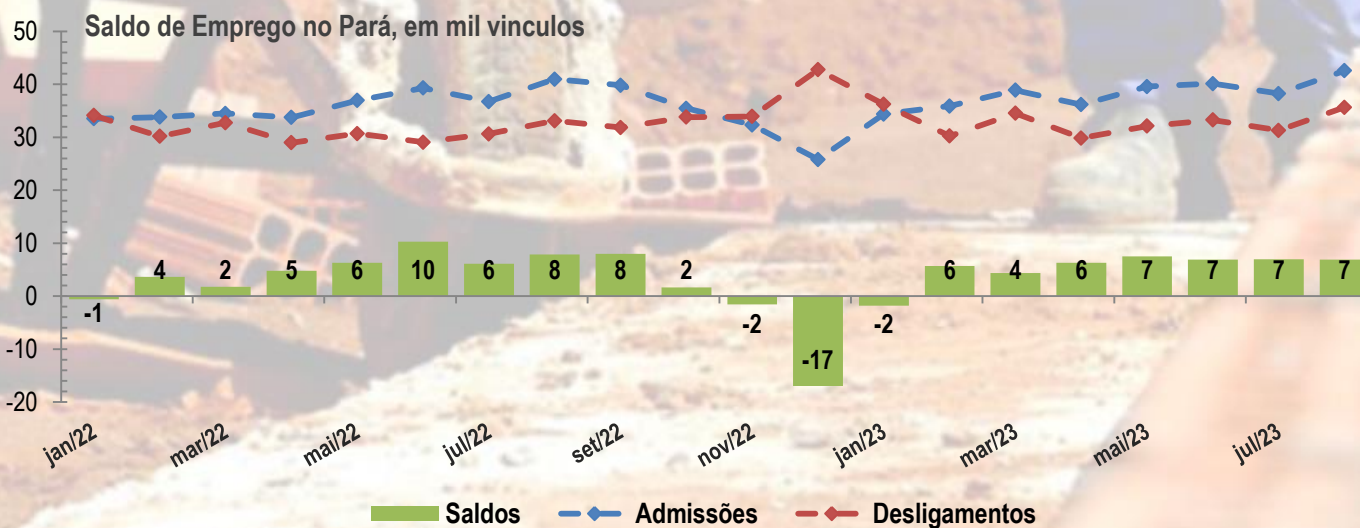 Saldo de Emprego no Pará, em mil vinculos
50
40
30
20
10
0
-10
-20
-1 4 2 5 6 10 6 8 8 2 -2 -17 -2 6 4 6 7 7 7 7
jan/22 mar/22 mai/22 jul/22 set/22 nov/22 jan/23 mar/23 mai/23 jul/23
Saldos Admissões Desligamentos